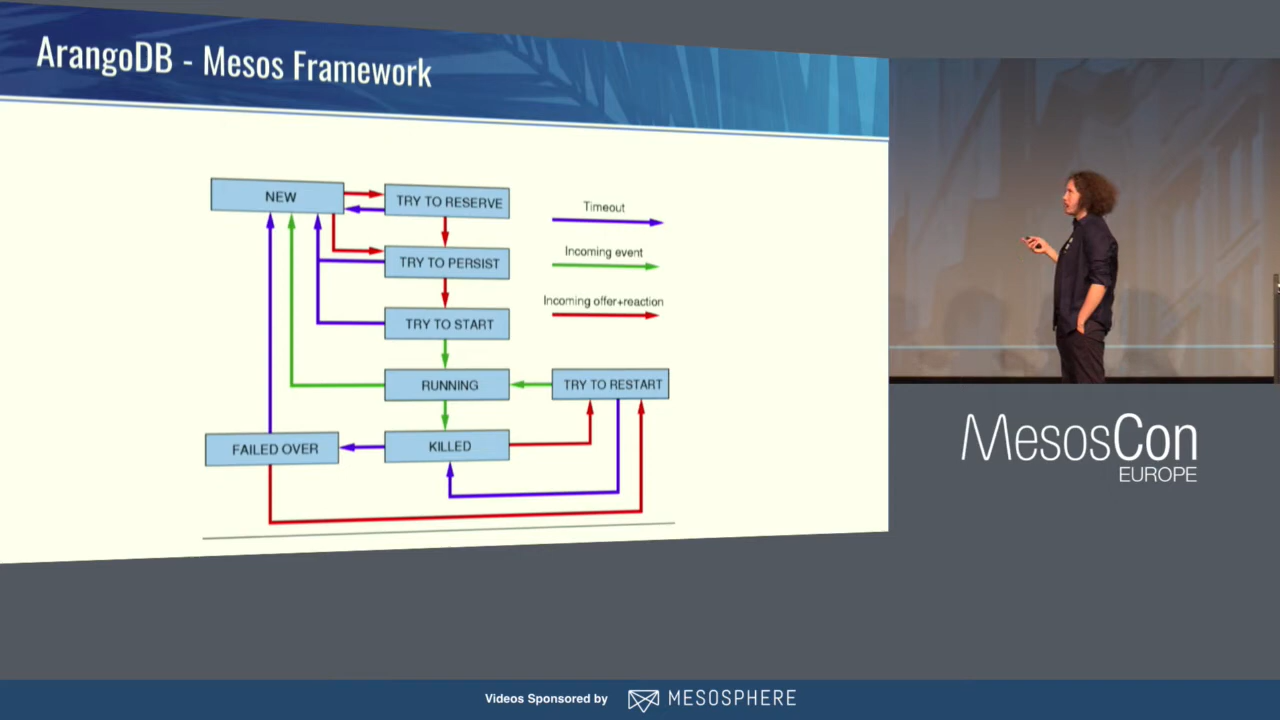 ArangoDB - Mesos Framework
NEW
TRY TO RESERVE
Timeout
TRY TO PERSIST
Incoming event
TRY TO START
Incoming offer+reaction
RUNNING
TRY TO RESTART
FAILED OVER
KILLED
MesosCon
EUROPE
Videos Sponsored by
MESOSPHERE